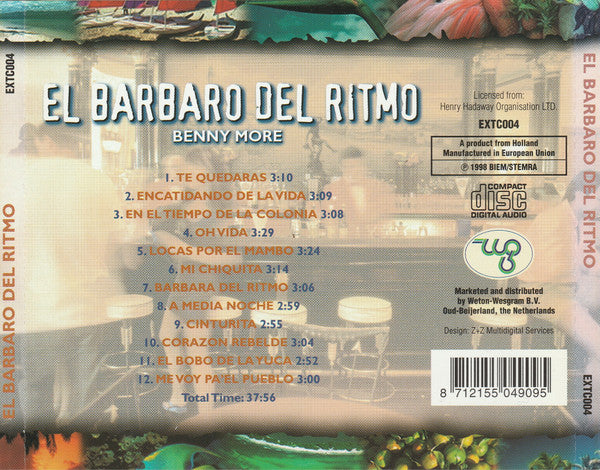 EXTC004
EL BARBARO DEL RITMO
EL BARBARO DEL RITMO
BENNY MORE
1. TE QUEDARAS 3:10
2. ENCATIDANDO DE LA VIDA 3:09
3. EN EL TIEMPO DE LA COLONIA 3:08
4. OH VIDA 3:29
5. LOCAS POR EL MAMBO 3:24
6. MI CHIQUITA 3:14
7. BARBARA DEL RITMO 3:06
8. A MEDIA NOCHE 2:59
9. CINTURITA 2:55
10. CORAZÓN REBELDE 3:04
11. EL BOBO DE LA YUCA 2:52
12. ME VOY PA'EL PUEBLO 3:00
Total Time: 37:56
Licensed from:
Henry Hadaway Organisation LTD.
EXTC004
A product from Holland
Manufactured in European Union
℗ 1998 BIEM/STEMRA
COMPACT
disc
DIGITAL AUDIO
Marketed and distributed
by Weton-Wesgram B.V.
Oud-Beijerland, the Netherlands
Design: Z+Z Multidigital Services
8 712155 049095
EL BARBARO DEL RITMO
EXTC004